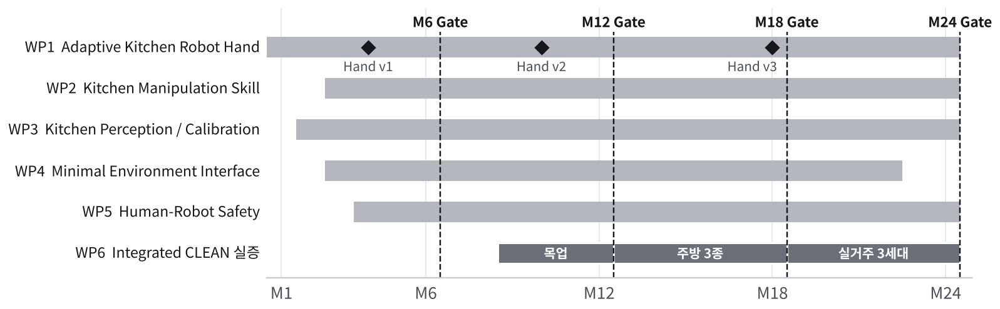 M6 Gate M12 Gate M18 Gate M24 Gate
WP1 Adaptive Kitchen Robot Hand
Hand v1 Hand v2 Hand v3
WP2 Kitchen Manipulation Skill
WP3 Kitchen Perception / Calibration
WP4 Minimal Environment Interface
WP5 Human-Robot Safety
WP6 Integrated CLEAN 실증 목업 주방 3종 실거주 3세대
M1 M6 M12 M18 M24